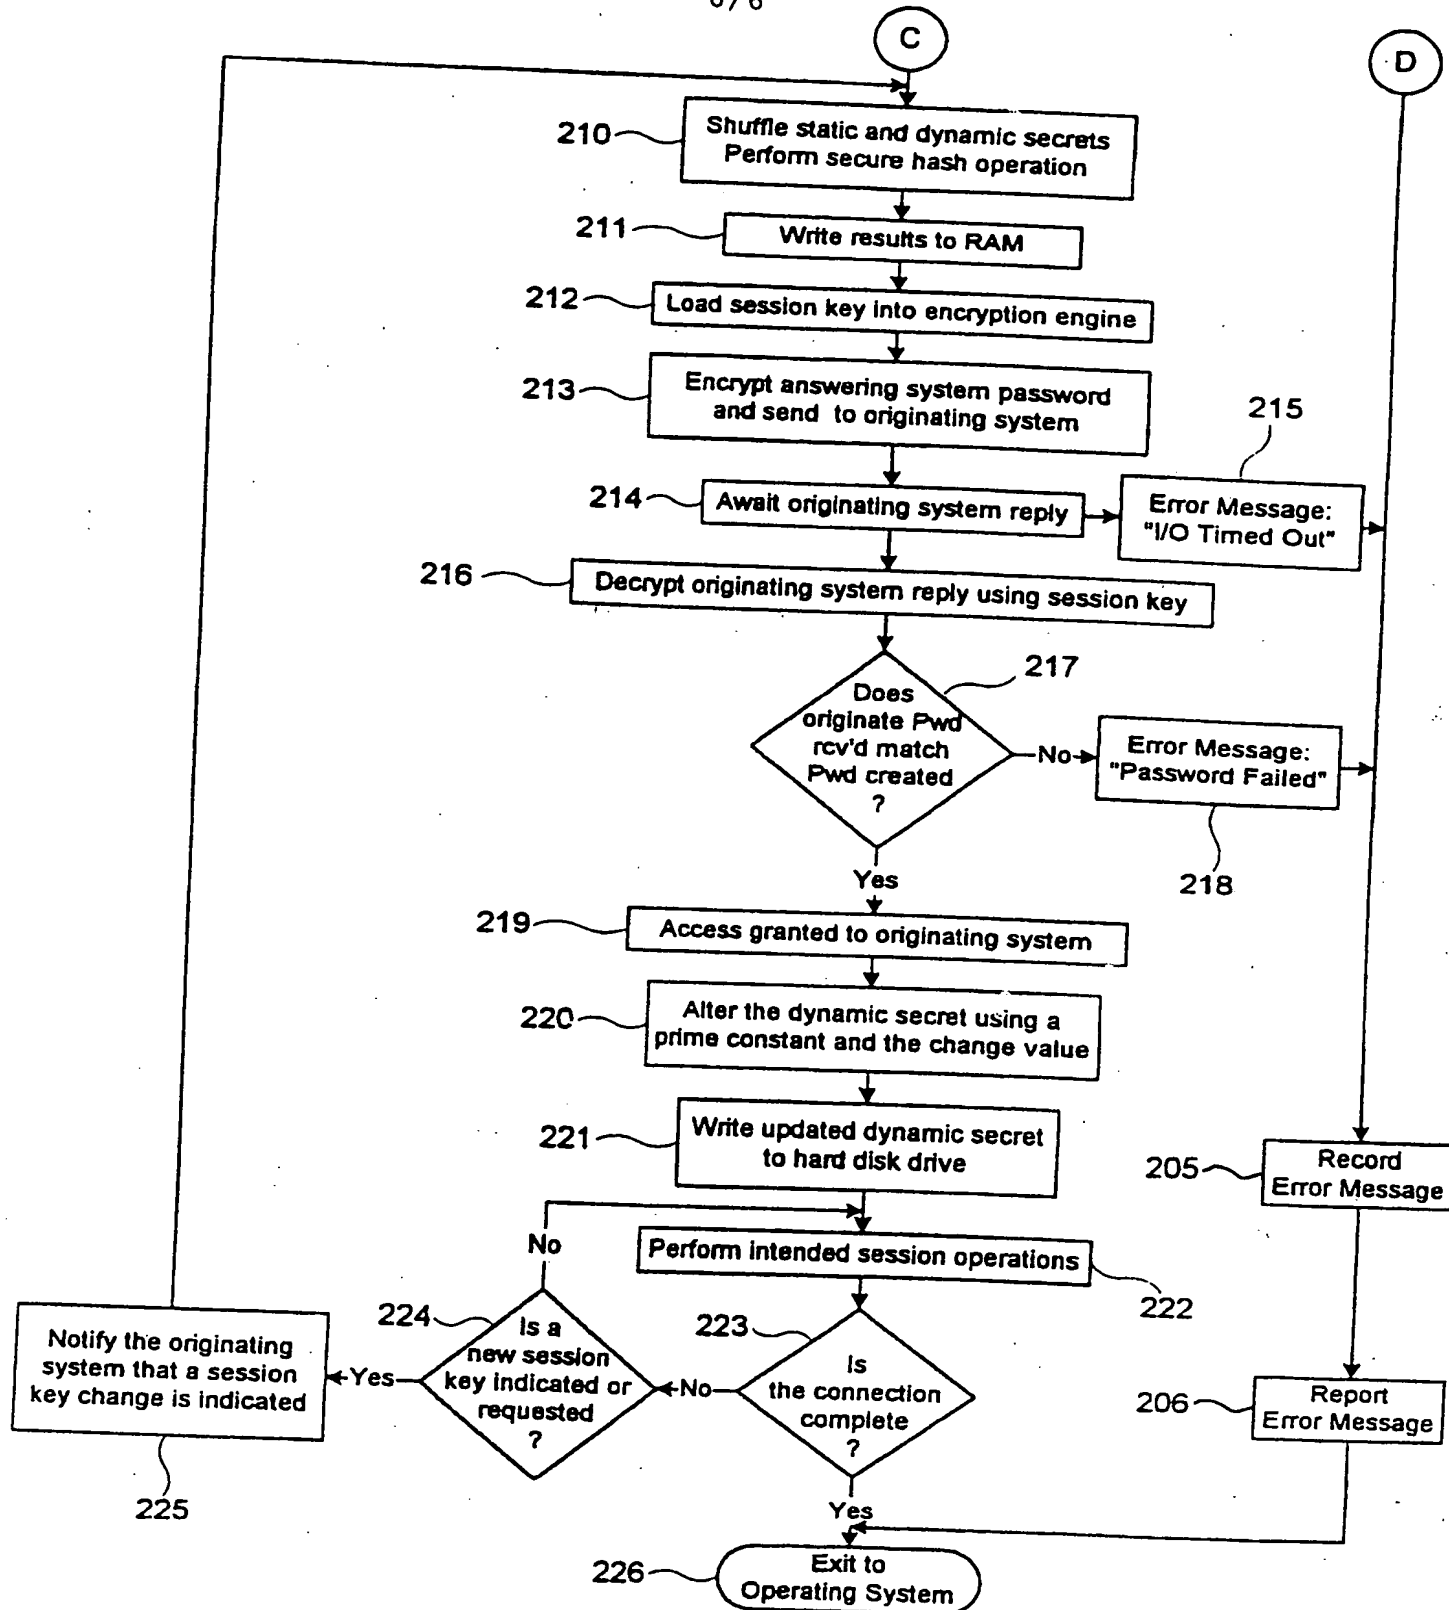 6/6
C
D
210
Shuffle static and dynamic secrets
Perform secure hash operation
211
Write results to RAM
212
Load session key into encryption engine
213
Encrypt answering system password
and send to originating system
214
Await originating system reply
215
Error Message:
"I/O Timed Out"
216
Decrypt originating system reply using session key
217
Does
originate Pwd
rcv'd match
Pwd created
?
No
Error Message:
"Password Failed"
218
Yes
219
Access granted to originating system
220
Alter the dynamic secret using a
prime constant and the change value
221
Write updated dynamic secret
to hard disk drive
205
Record
Error Message
No
Perform intended session operations
222
224
Is a
new session
key indicated or
requested
?
223
Is
the connection
complete
?
No
Yes
Notify the originating
system that a session
key change is indicated
225
206
Report
Error Message
Yes
226
Exit to
Operating System